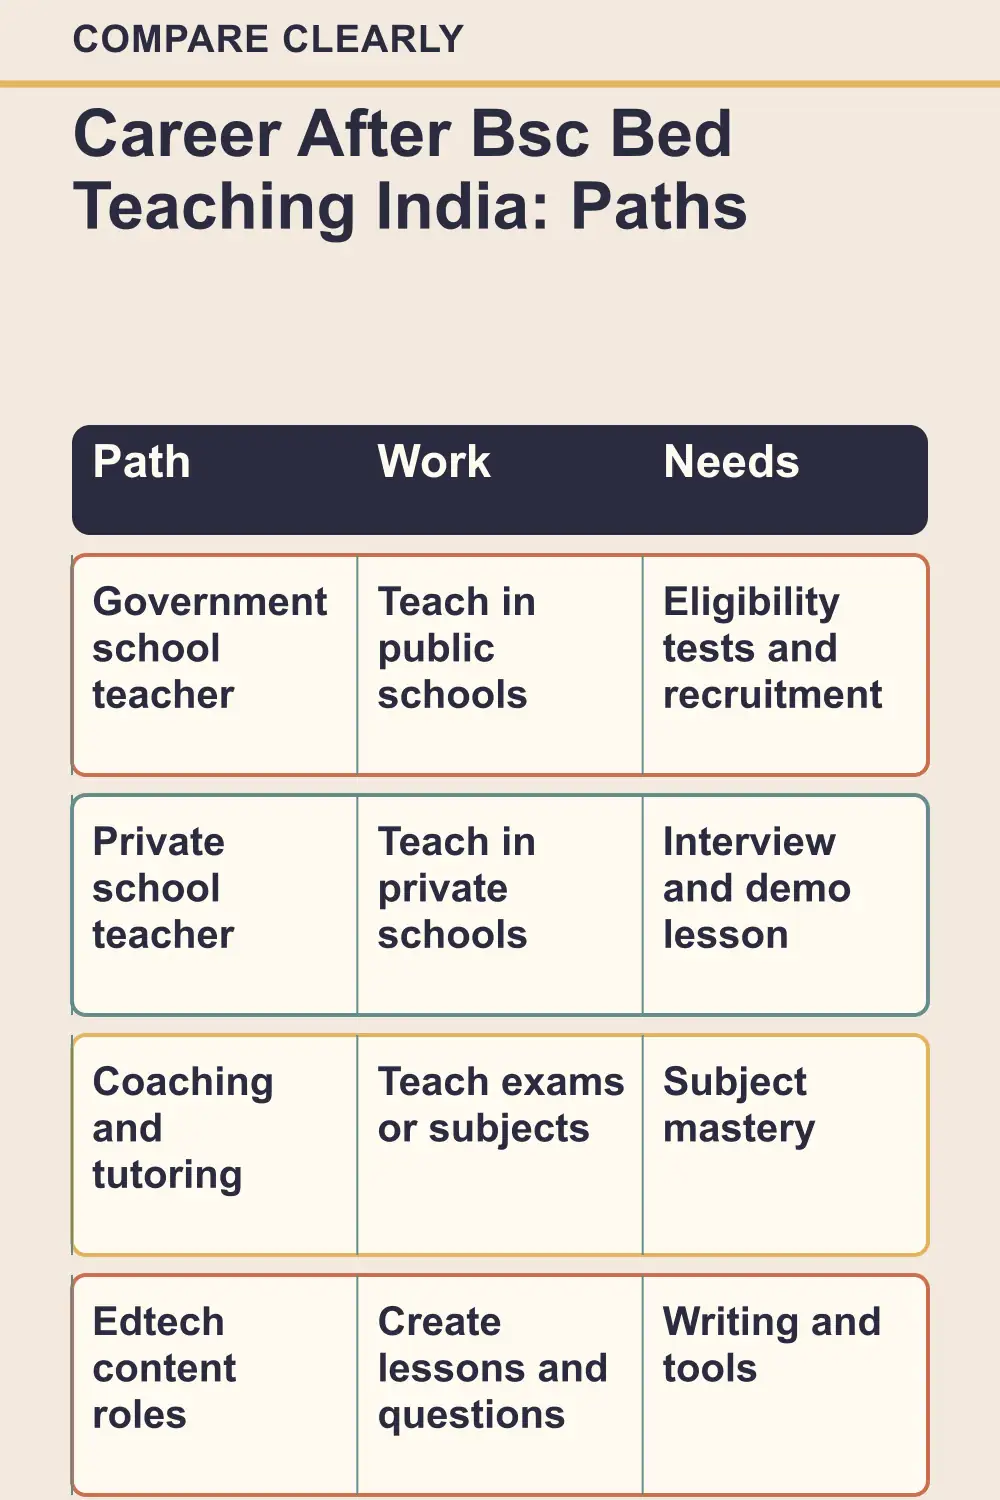 COMPARE CLEARLY
Career After Bsc Bed
Teaching India: Paths
Path Work Needs
Government school teacher
Teach in public schools
Eligibility tests and recruitment
Private school teacher
Teach in private schools
Interview and demo lesson
Coaching and tutoring
Teach exams or subjects
Subject mastery
Edtech content roles
Create lessons and questions
Writing and tools